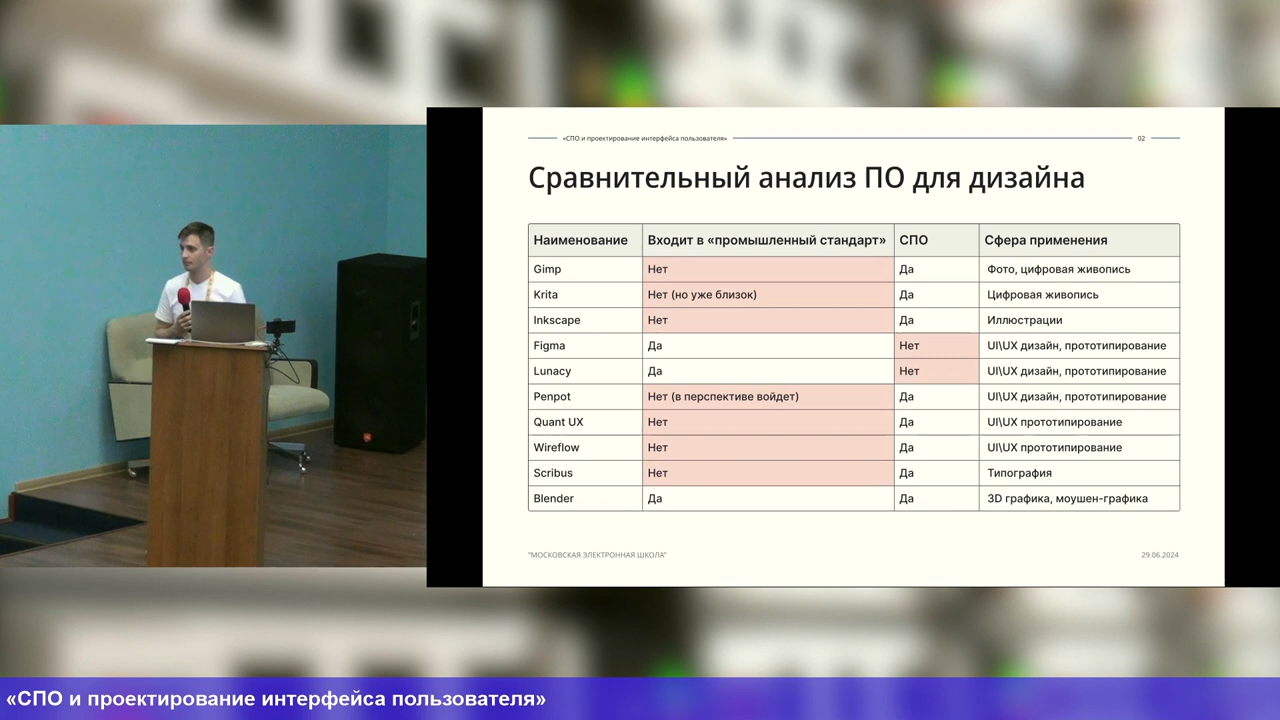 «СПО и проектирование интерфейса пользователя»
02
Сравнительный анализ ПО для дизайна
Наименование Входит в «промышленный стандарт» СПО Сфера применения
Gimp Нет Да Фото, цифровая живопись
Krita Нет (но уже близок) Да Цифровая живопись
Inkscape Нет Да Иллюстрации
Figma Да Нет UI\UX дизайн, прототипирование
Lunacy Да Нет UI\UX дизайн, прототипирование
Penpot Нет (в перспективе войдет) Да UI\UX дизайн, прототипирование
Quant UX Нет Да UI\UX прототипирование
Wireflow Нет Да UI\UX прототипирование
Scribus Нет Да Типография
Blender Да Да 3D графика, моушен-графика
"МОСКОВСКАЯ ЭЛЕКТРОННАЯ ШКОЛА"
29.06.2024
«СПО и проектирование интерфейса пользователя»